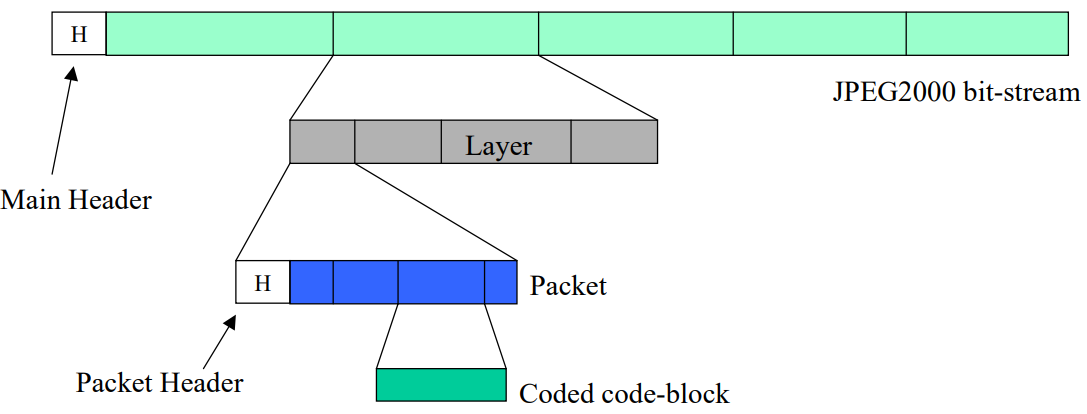 H
JPEG2000 bit-stream
Layer
Main Header
H
Packet
Packet Header
Coded code-block